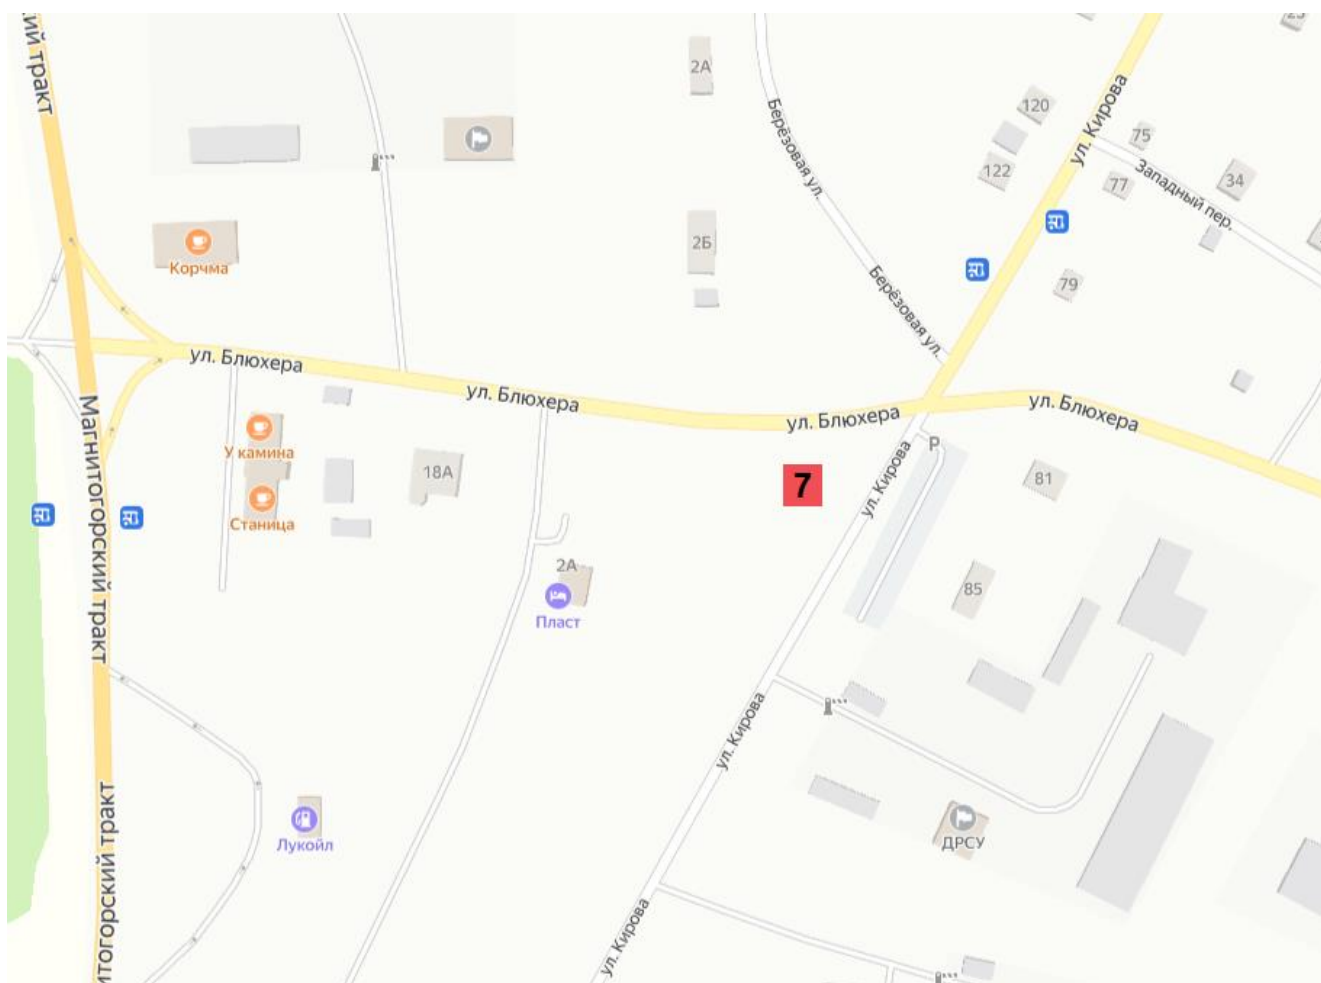 кий тракт
2А
Берёзовая ул.
120
ул. Кирова
23
75
122
77
Западный пер.
34
Корчма
2Б
79
Берёзовая ул.
ул. Блюхера
ул. Блюхера
ул. Блюхера
ул. Блюхера
Магнитогорский тракт
У камина
18А
7
ул. Кирова
P
81
Станица
2А
Пласт
85
ул. Кирова
Лукойл
ДРСУ
итогорский тракт
ул. Кирова